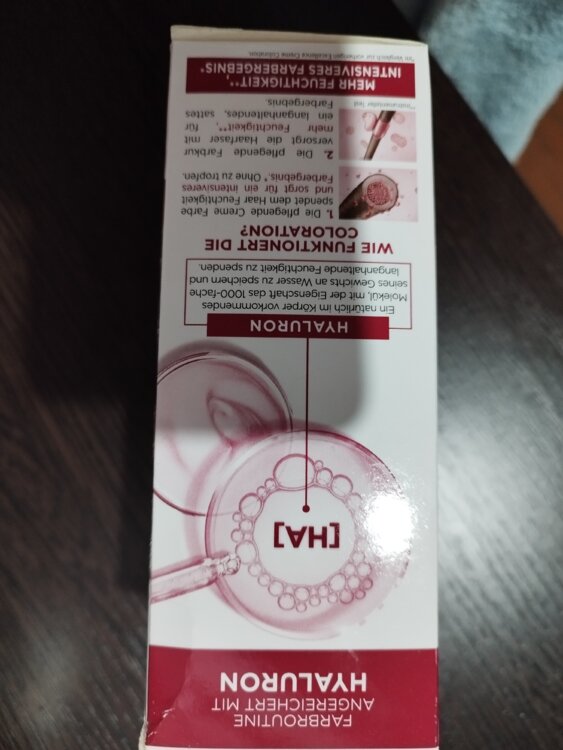 FARBROUTINE
ANGEREICHERT MIT
HYALURON
[HA]
HYALURON
Ein natürlich im Körper vorkommendes
Molekül, mit der Eigenschaft das 1000-fache
seines Gewichts an Wasser zu speichern und
langanhaltende Feuchtigkeit zu spenden.
WIE FUNKTIONIERT DIE
COLORATION?
1. Die pflegende Creme Farbe
spendet dem Haar Feuchtigkeit
und sorgt für ein intensiveres
Farbergebnis.* Ohne zu tropfen.
2. Die pflegende Farbkur
versorgt die Haarfaser mit
mehr Feuchtigkeit**, für
ein langanhaltendes, sattes
Farbergebnis.
**Instrumenteller Test
MEHR FEUCHTIGKEIT**,
INTENSIVERES FARBERGEBNIS*
*Im Vergleich zur vorherigen Excellence Creme Coloration.